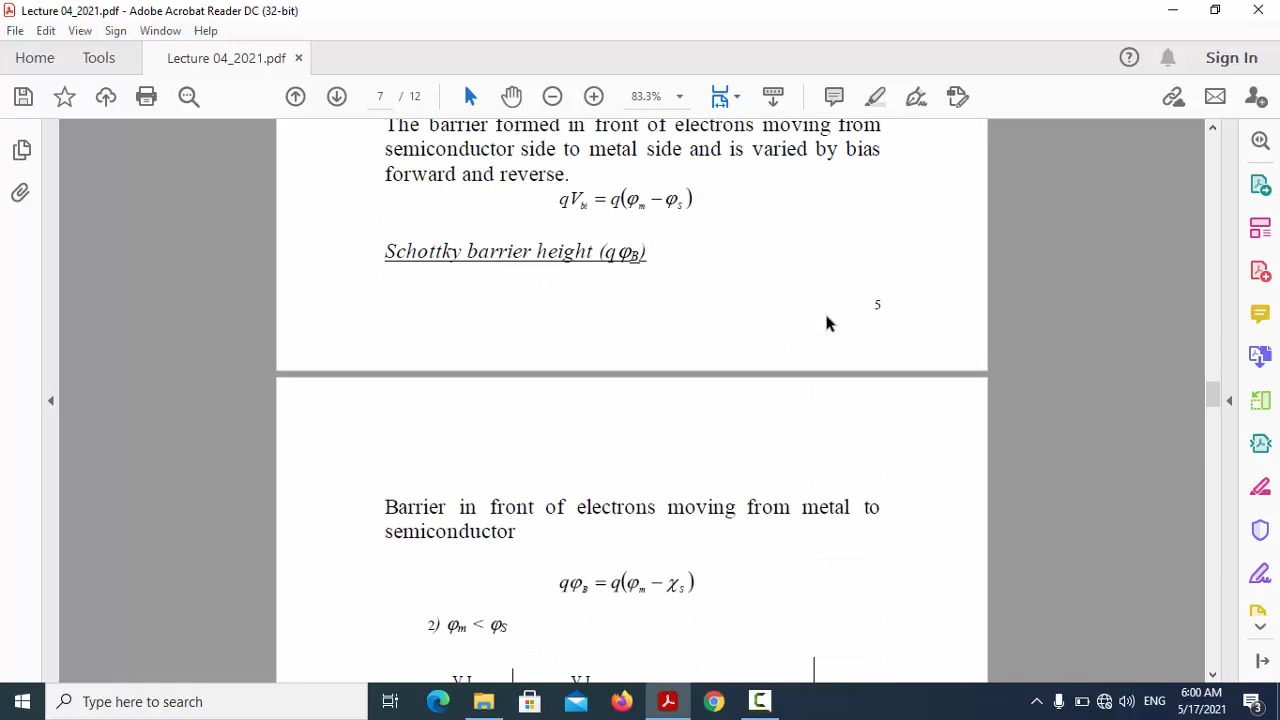 Lecture 04_2021.pdf - Adobe Acrobat Reader DC (32-bit)
File Edit View Sign Window Help
Home Tools Lecture 04_2021.pdf × Sign In
7 / 12 83.3%
The barrier formed in front of electrons moving from
semiconductor side to metal side and is varied by bias
forward and reverse.
qV_bi = q(φ_m − φ_S)
Schottky barrier height (qφ_B)
5
Barrier in front of electrons moving from metal to
semiconductor
qφ_B = q(φ_m − χ_S)
2) φ_m < φ_S
V.L V.L
Type here to search
ENG
6:00 AM
5/17/2021
3